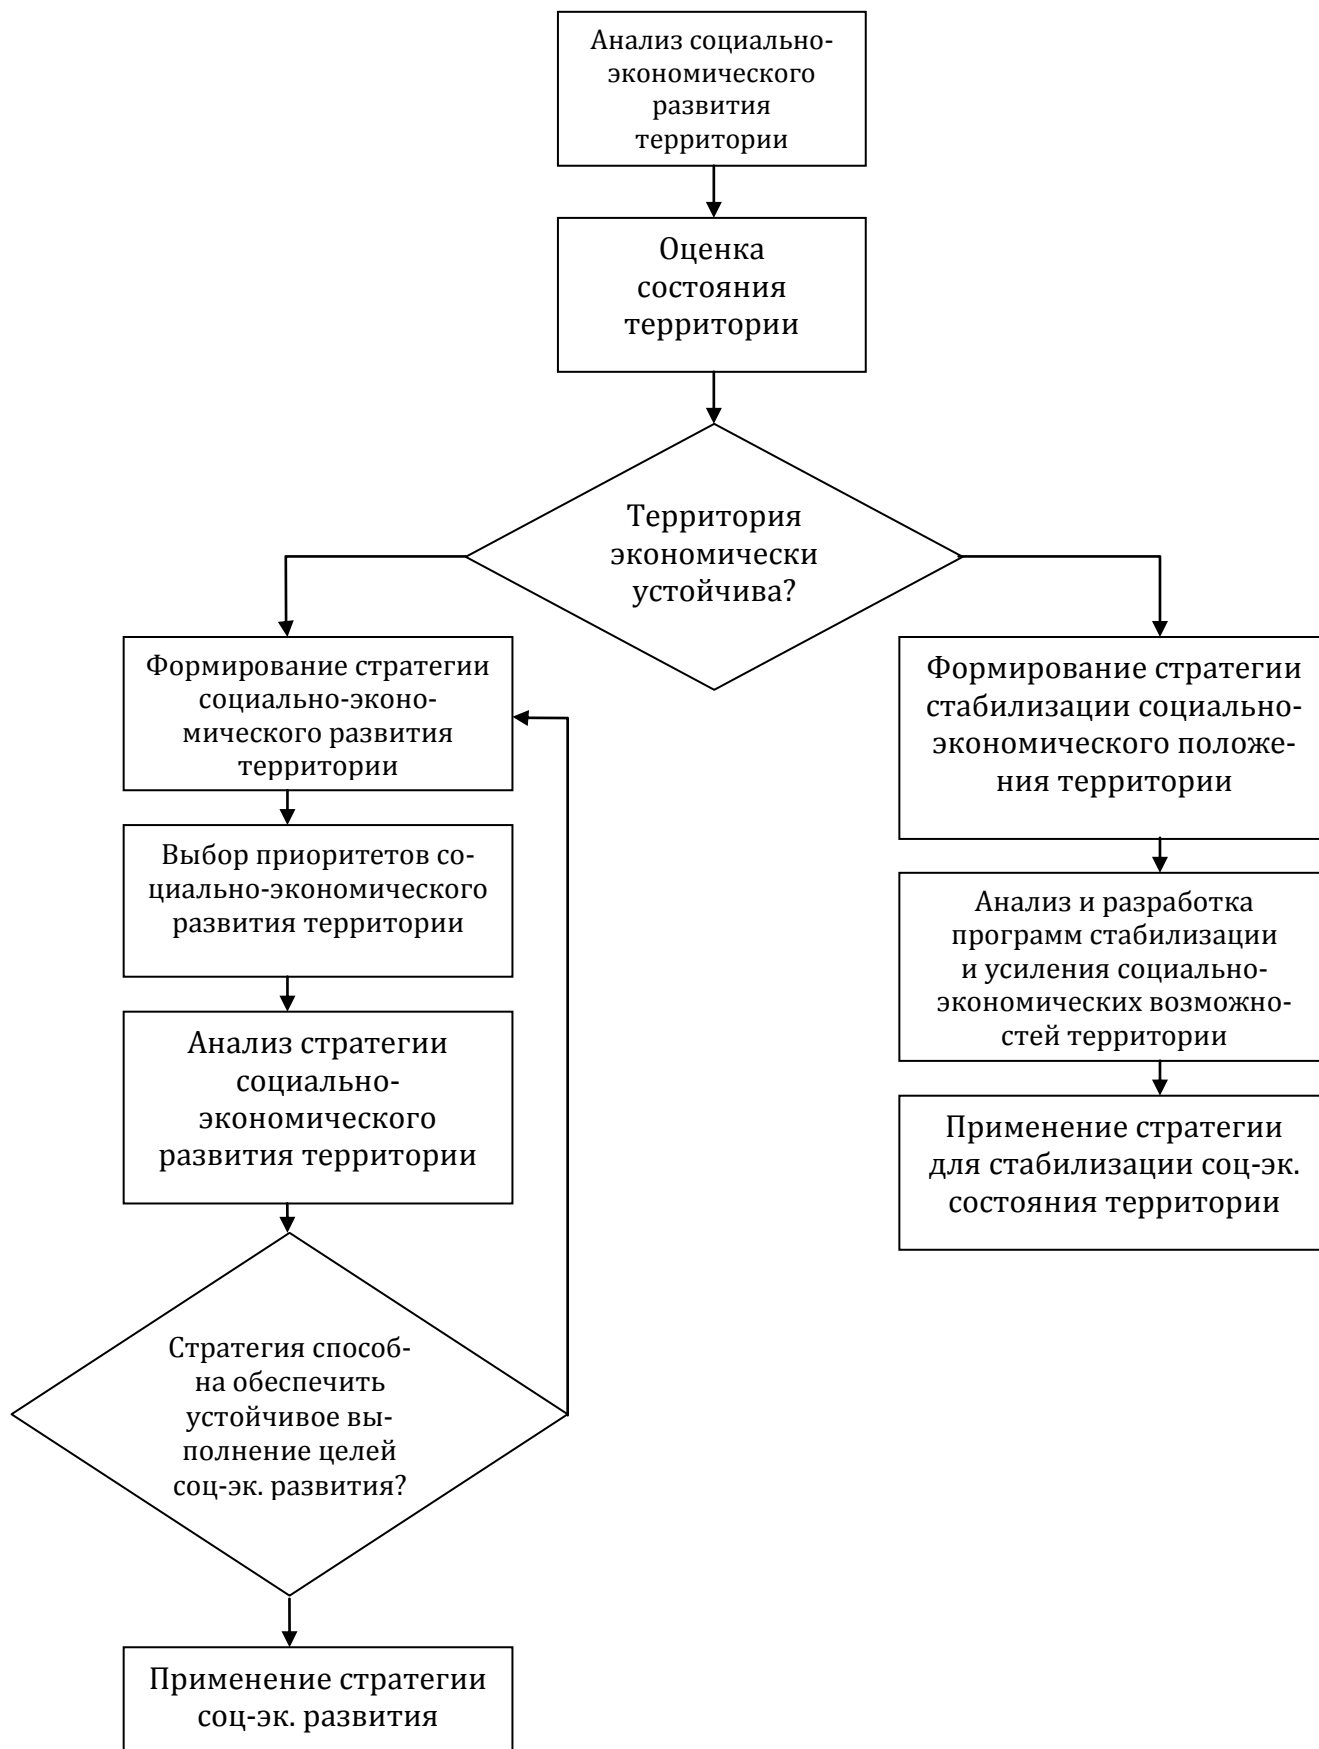 Анализ социально-
экономического
развития
территории
Оценка
состояния
территории
Территория
экономически
устойчива?
Формирование стратегии
социально-эконо-
мического развития
территории
Выбор приоритетов со-
циально-экономического
развития территории
Анализ стратегии
социально-
экономического
развития территории
Стратегия способ-
на обеспечить
устойчивое вы-
полнение целей
соц-эк. развития?
Применение стратегии
соц-эк. развития
Формирование стратегии
стабилизации социально-
экономического положе-
ния территории
Анализ и разработка
программ стабилизации
и усиления социально-
экономических возможно-
стей территории
Применение стратегии
для стабилизации соц-эк.
состояния территории